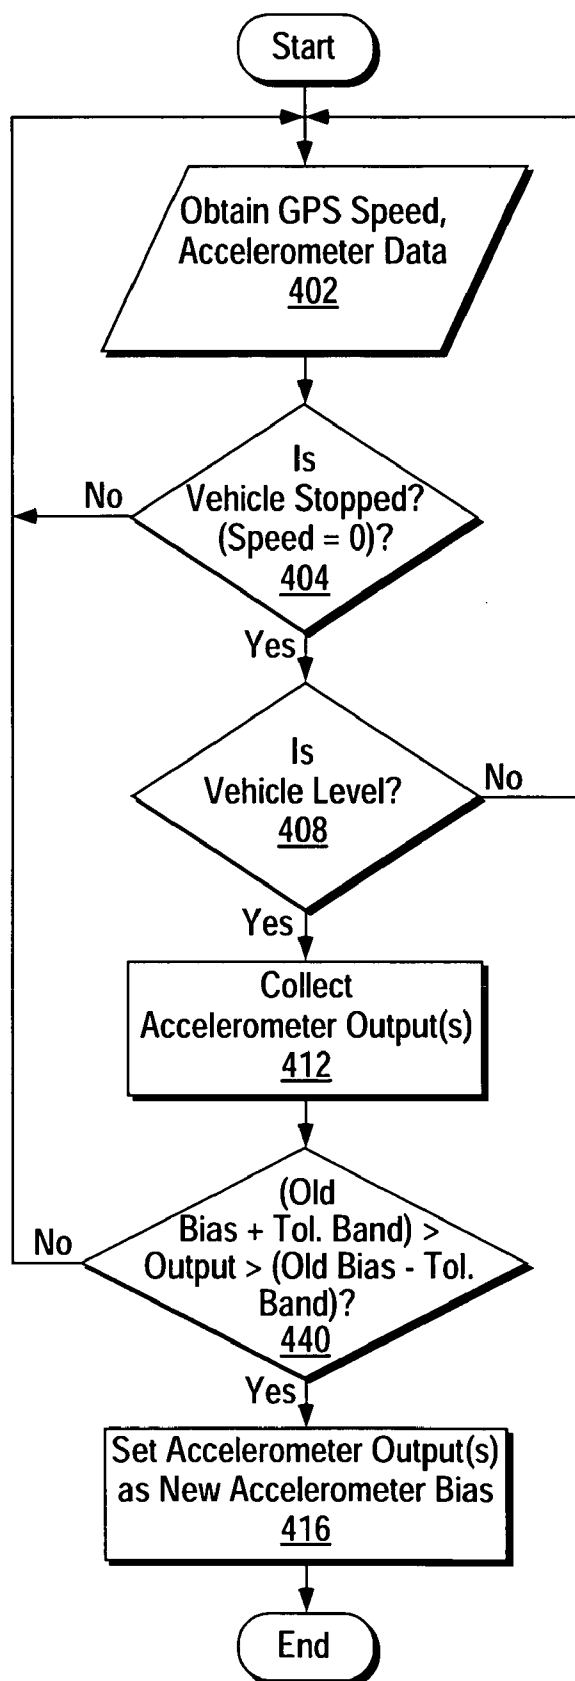 Start
Obtain GPS Speed,
Accelerometer Data
402
Is
Vehicle Stopped?
(Speed = 0)?
404
No
Yes
Is
Vehicle Level?
408
No
Yes
Collect
Accelerometer Output(s)
412
(Old
Bias + Tol. Band) >
Output > (Old Bias - Tol.
Band)?
440
No
Yes
Set Accelerometer Output(s)
as New Accelerometer Bias
416
End